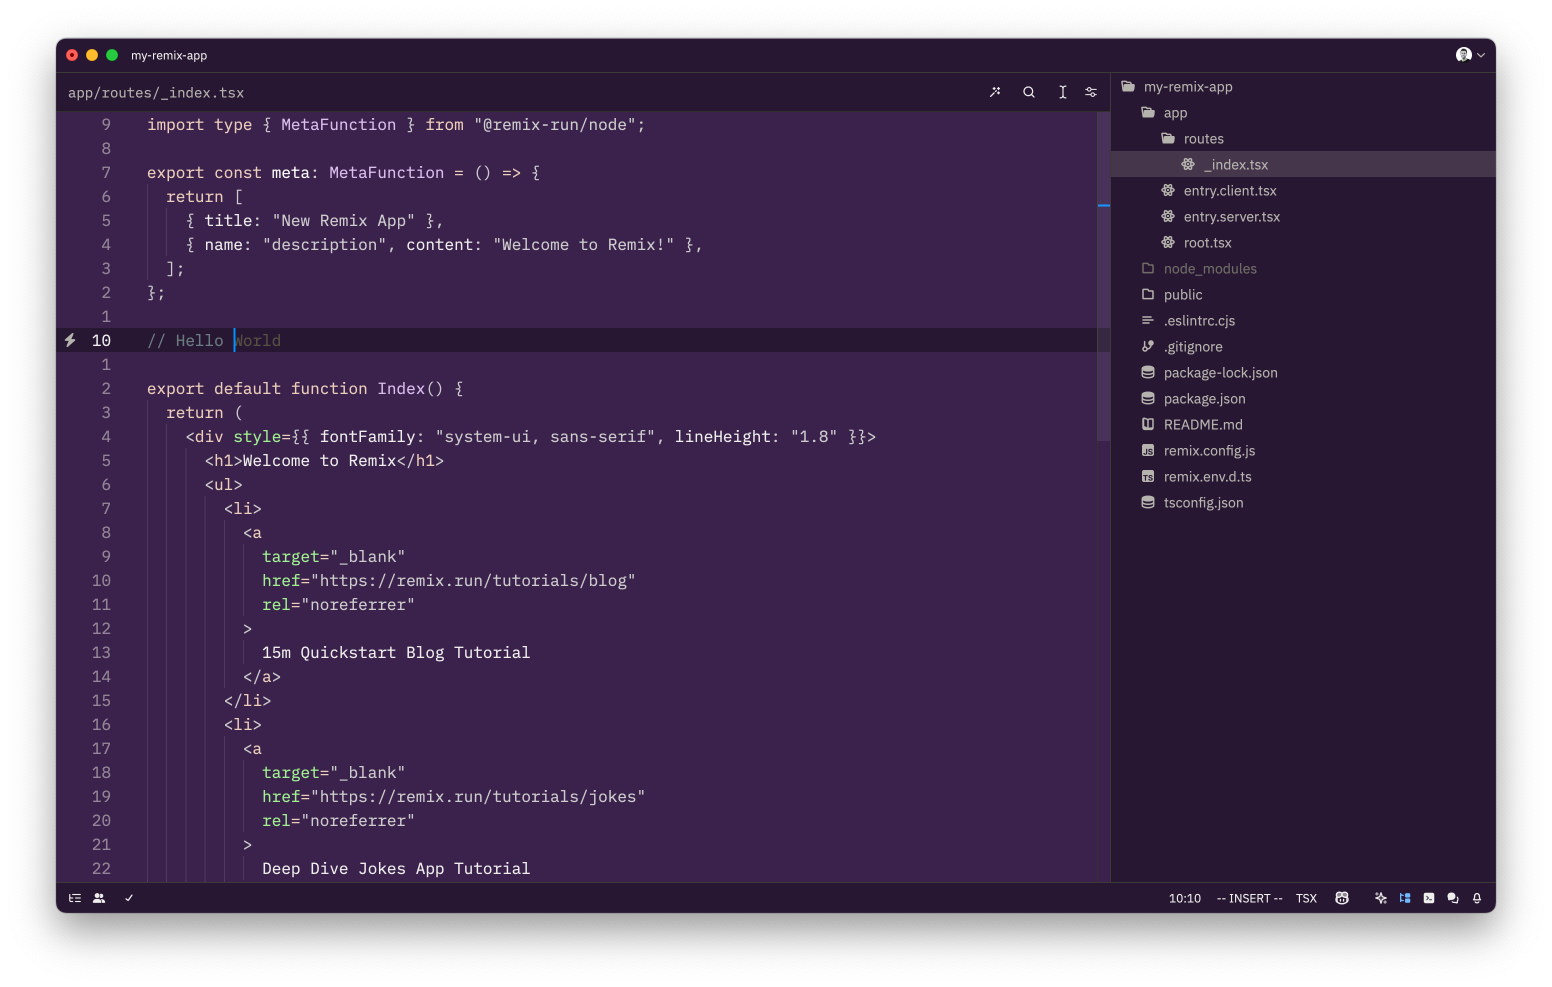 my-remix-app
app/routes/_index.tsx
9 import type { MetaFunction } from "@remix-run/node";
8
7 export const meta: MetaFunction = () => {
6 return [
5 { title: "New Remix App" },
4 { name: "description", content: "Welcome to Remix!" },
3 ];
2 };
1
10 // Hello World
1
2 export default function Index() {
3 return (
4 <div style={{ fontFamily: "system-ui, sans-serif", lineHeight: "1.8" }}>
5 <h1>Welcome to Remix</h1>
6 <ul>
7 <li>
8 <a
9 target="_blank"
10 href="https://remix.run/tutorials/blog"
11 rel="noreferrer"
12 >
13 15m Quickstart Blog Tutorial
14 </a>
15 </li>
16 <li>
17 <a
18 target="_blank"
19 href="https://remix.run/tutorials/jokes"
20 rel="noreferrer"
21 >
22 Deep Dive Jokes App Tutorial
my-remix-app
app
routes
_index.tsx
entry.client.tsx
entry.server.tsx
root.tsx
node_modules
public
.eslintrc.cjs
.gitignore
package-lock.json
package.json
README.md
JS remix.config.js
TS remix.env.d.ts
tsconfig.json
10:10 -- INSERT -- TSX